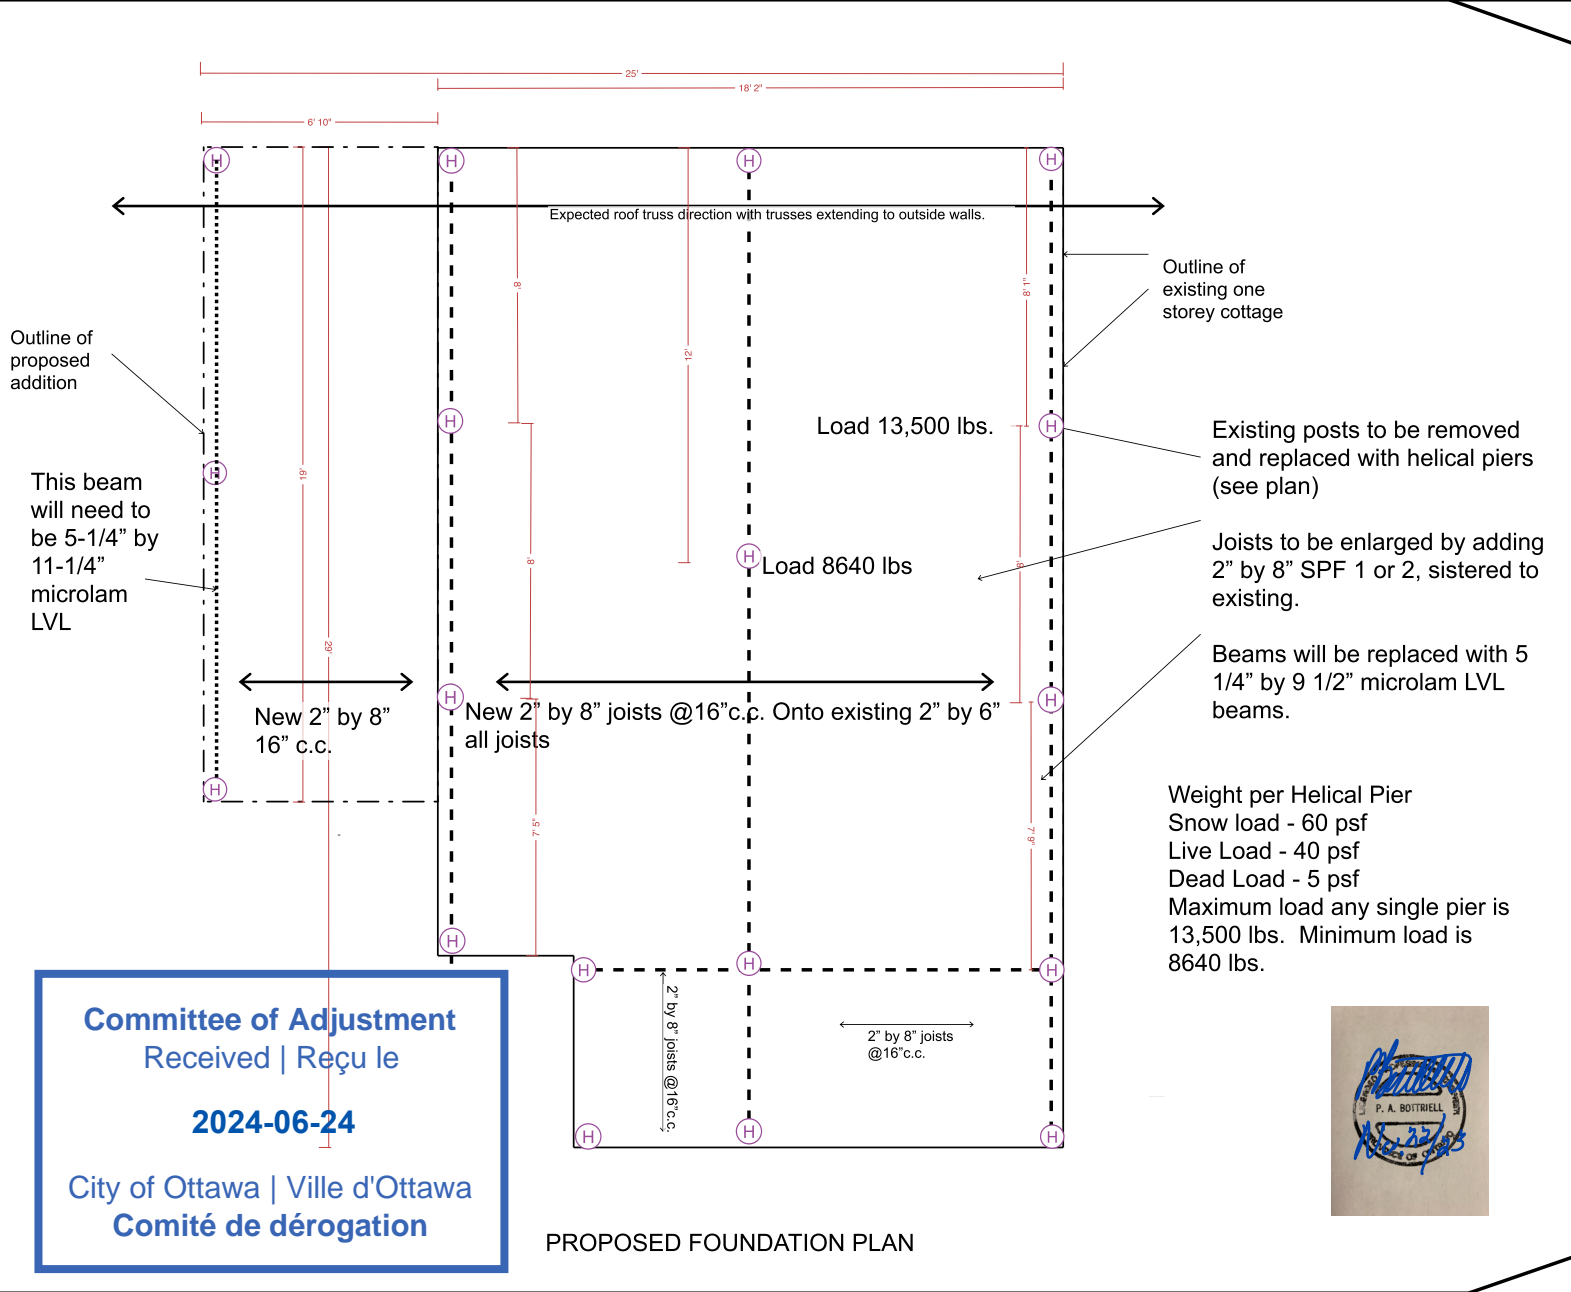 25'
18' 2"
6' 10"
H
H
H
H
Expected roof truss direction with trusses extending to outside walls.
8'
8' 1"
12'
Outline of
existing one
storey cottage
Outline of
proposed
addition
Load 13,500 lbs.
H
H
H
19'
This beam
will need to
be 5-1/4” by
11-1/4”
microlam
LVL
Existing posts to be removed
and replaced with helical piers
(see plan)
Joists to be enlarged by adding
2” by 8” SPF 1 or 2, sistered to
existing.
Beams will be replaced with 5
1/4” by 9 1/2” microlam LVL
beams.
8'
H
Load 8640 lbs
8'
29'
H
H
New 2” by 8”
16” c.c.
New 2” by 8” joists @16”c.c. Onto existing 2” by 6”
all joists
H
7' 5"
7' 9"
Weight per Helical Pier
Snow load - 60 psf
Live Load - 40 psf
Dead Load - 5 psf
Maximum load any single pier is
13,500 lbs. Minimum load is
8640 lbs.
H
H
H
H
2” by 8” joists @16”c.c.
2” by 8” joists
@16”c.c.
H
H
H
Committee of Adjustment
Received | Reçu le
2024-06-24
City of Ottawa | Ville d'Ottawa
Comité de dérogation
P. A. BOTTRIELL
Nov 22/23
PROPOSED FOUNDATION PLAN